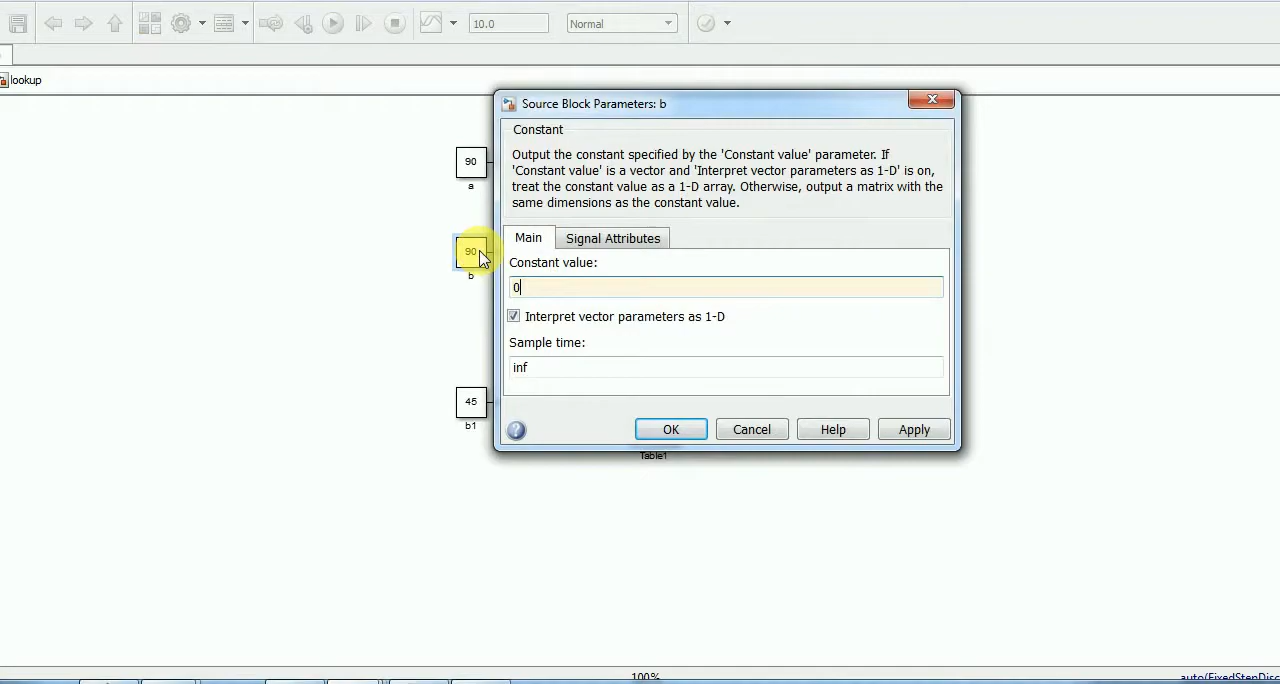 10.0
Normal
lookup
Source Block Parameters: b
Constant
Output the constant specified by the 'Constant value' parameter. If
'Constant value' is a vector and 'Interpret vector parameters as 1-D' is on,
treat the constant value as a 1-D array. Otherwise, output a matrix with the
same dimensions as the constant value.
90
a
Main
Signal Attributes
90
b
Constant value:
0
Interpret vector parameters as 1-D
Sample time:
inf
45
b1
OK
Cancel
Help
Apply
Table1
100%
auto(FixedStepDisc